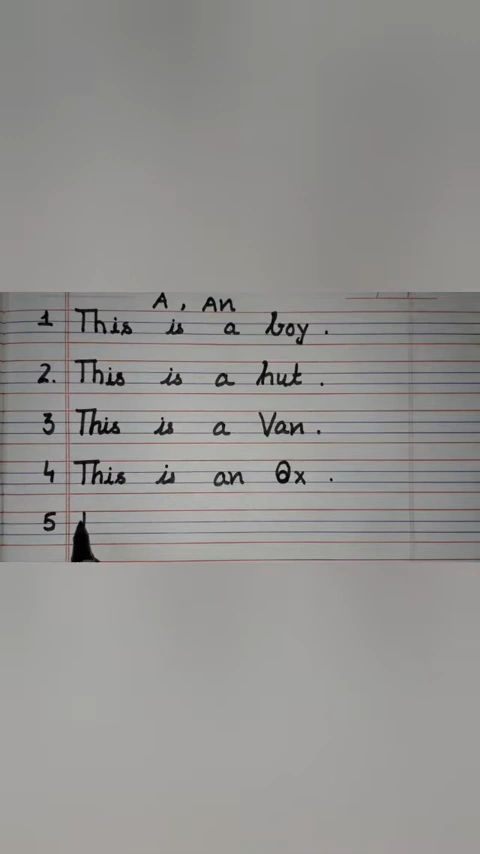 A , An
1 This is a boy .
2. This is a hut .
3 This is a Van .
4 This is an Ox .
5